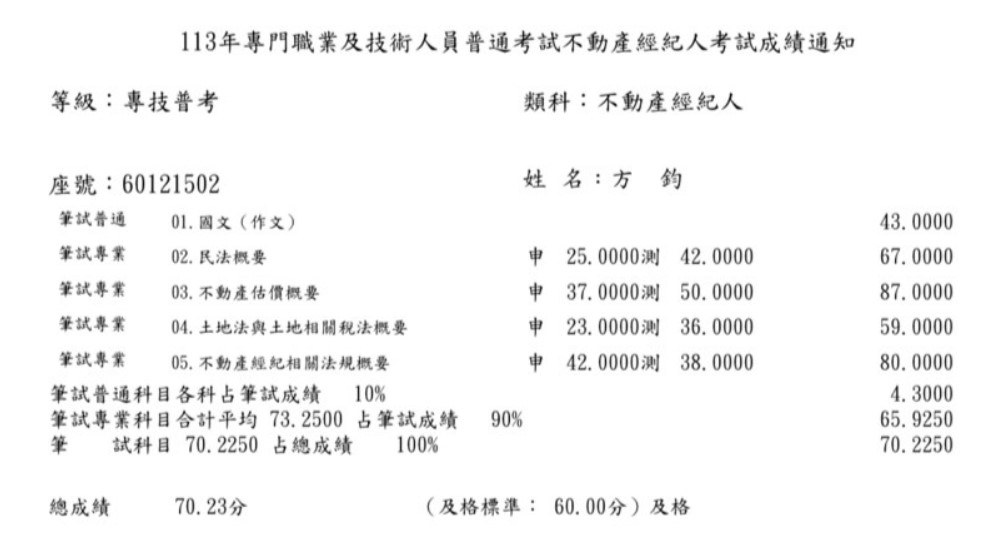 113年專門職業及技術人員普通考試不動產經紀人考試成績通知
等級：專技普考 類科：不動產經紀人
座號：60121502 姓 名：方 鈞
筆試普通 01.國文（作文） 43.0000
筆試專業 02.民法概要 申 25.0000測 42.0000 67.0000
筆試專業 03.不動產估價概要 申 37.0000測 50.0000 87.0000
筆試專業 04.土地法與土地相關稅法概要 申 23.0000測 36.0000 59.0000
筆試專業 05.不動產經紀相關法規概要 申 42.0000測 38.0000 80.0000
筆試普通科目各科占筆試成績 10% 4.3000
筆試專業科目合計平均 73.2500 占筆試成績 90% 65.9250
筆 試科目 70.2250 占總成績 100% 70.2250
總成績 70.23分 （及格標準： 60.00分）及格